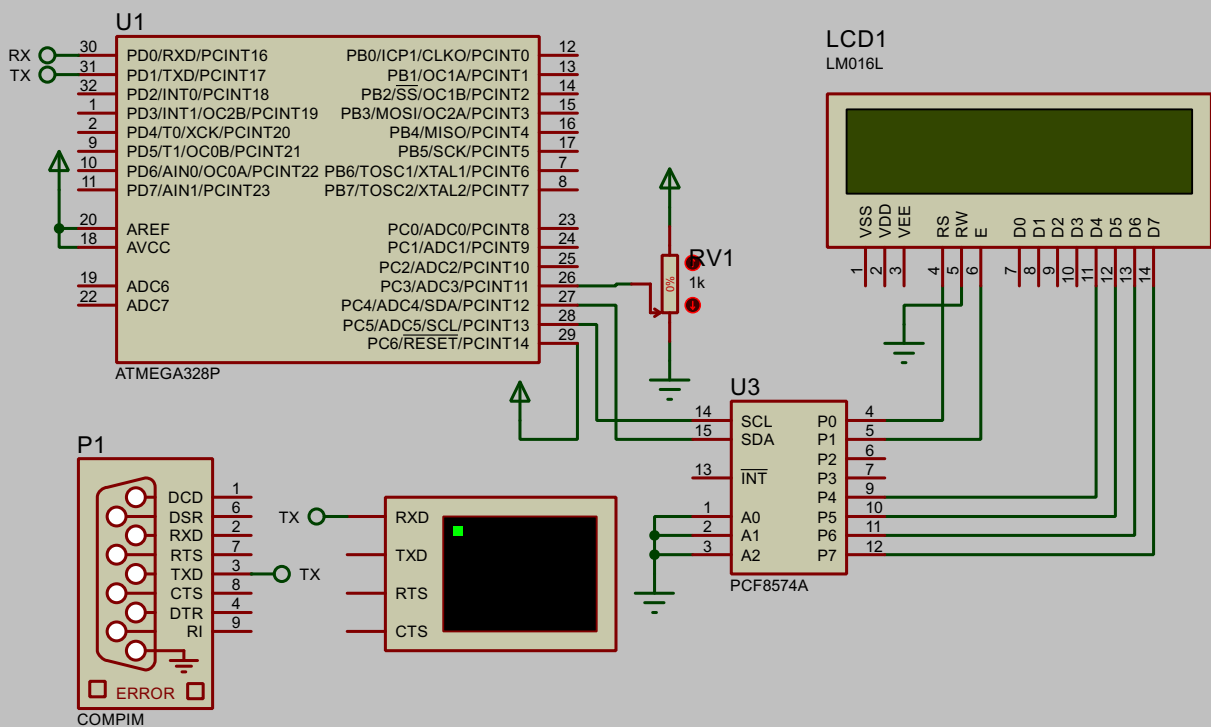 U1
RX
TX
30 PD0/RXD/PCINT16
31 PD1/TXD/PCINT17
32 PD2/INT0/PCINT18
1 PD3/INT1/OC2B/PCINT19
2 PD4/T0/XCK/PCINT20
9 PD5/T1/OC0B/PCINT21
10 PD6/AIN0/OC0A/PCINT22
11 PD7/AIN1/PCINT23
20 AREF
18 AVCC
19 ADC6
22 ADC7
PB0/ICP1/CLKO/PCINT0 12
PB1/OC1A/PCINT1 13
PB2/SS/OC1B/PCINT2 14
PB3/MOSI/OC2A/PCINT3 15
PB4/MISO/PCINT4 16
PB5/SCK/PCINT5 17
PB6/TOSC1/XTAL1/PCINT6 7
PB7/TOSC2/XTAL2/PCINT7 8
PC0/ADC0/PCINT8 23
PC1/ADC1/PCINT9 24
PC2/ADC2/PCINT10 25
PC3/ADC3/PCINT11 26
PC4/ADC4/SDA/PCINT12 27
PC5/ADC5/SCL/PCINT13 28
PC6/RESET/PCINT14 29
ATMEGA328P
RV1
1k
0%
LCD1
LM016L
VSS VDD VEE RS RW E D0 D1 D2 D3 D4 D5 D6 D7
1 2 3 4 5 6 7 8 9 10 11 12 13 14
U3
14 SCL P0 4
15 SDA P1 5
P2 6
13 INT P3 7
P4 9
1 A0 P5 10
2 A1 P6 11
3 A2 P7 12
PCF8574A
P1
DCD 1
DSR 6
RXD 2
RTS 7
TXD 3 TX
CTS 8
DTR 4
RI 9
ERROR
COMPIM
TX RXD
TXD
RTS
CTS